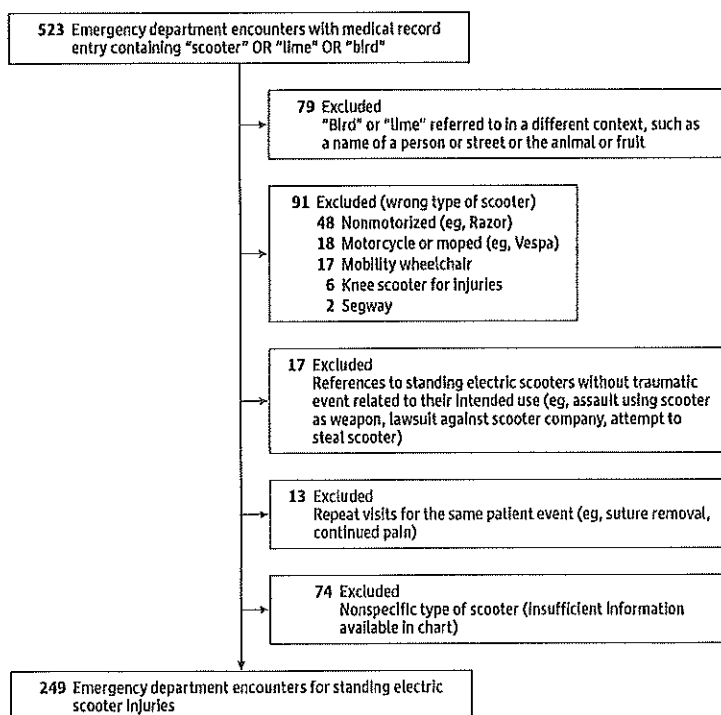 523 Emergency department encounters with medical record
entry containing "scooter" OR "lime" OR "bird"
79 Excluded
"Bird" or "lime" referred to in a different context, such as
a name of a person or street or the animal or fruit
91 Excluded (wrong type of scooter)
48 Nonmotorized (eg, Razor)
18 Motorcycle or moped (eg, Vespa)
17 Mobility wheelchair
6 Knee scooter for injuries
2 Segway
17 Excluded
References to standing electric scooters without traumatic
event related to their intended use (eg, assault using scooter
as weapon, lawsuit against scooter company, attempt to
steal scooter)
13 Excluded
Repeat visits for the same patient event (eg, suture removal,
continued pain)
74 Excluded
Nonspecific type of scooter (insufficient information
available in chart)
249 Emergency department encounters for standing electric
scooter injuries